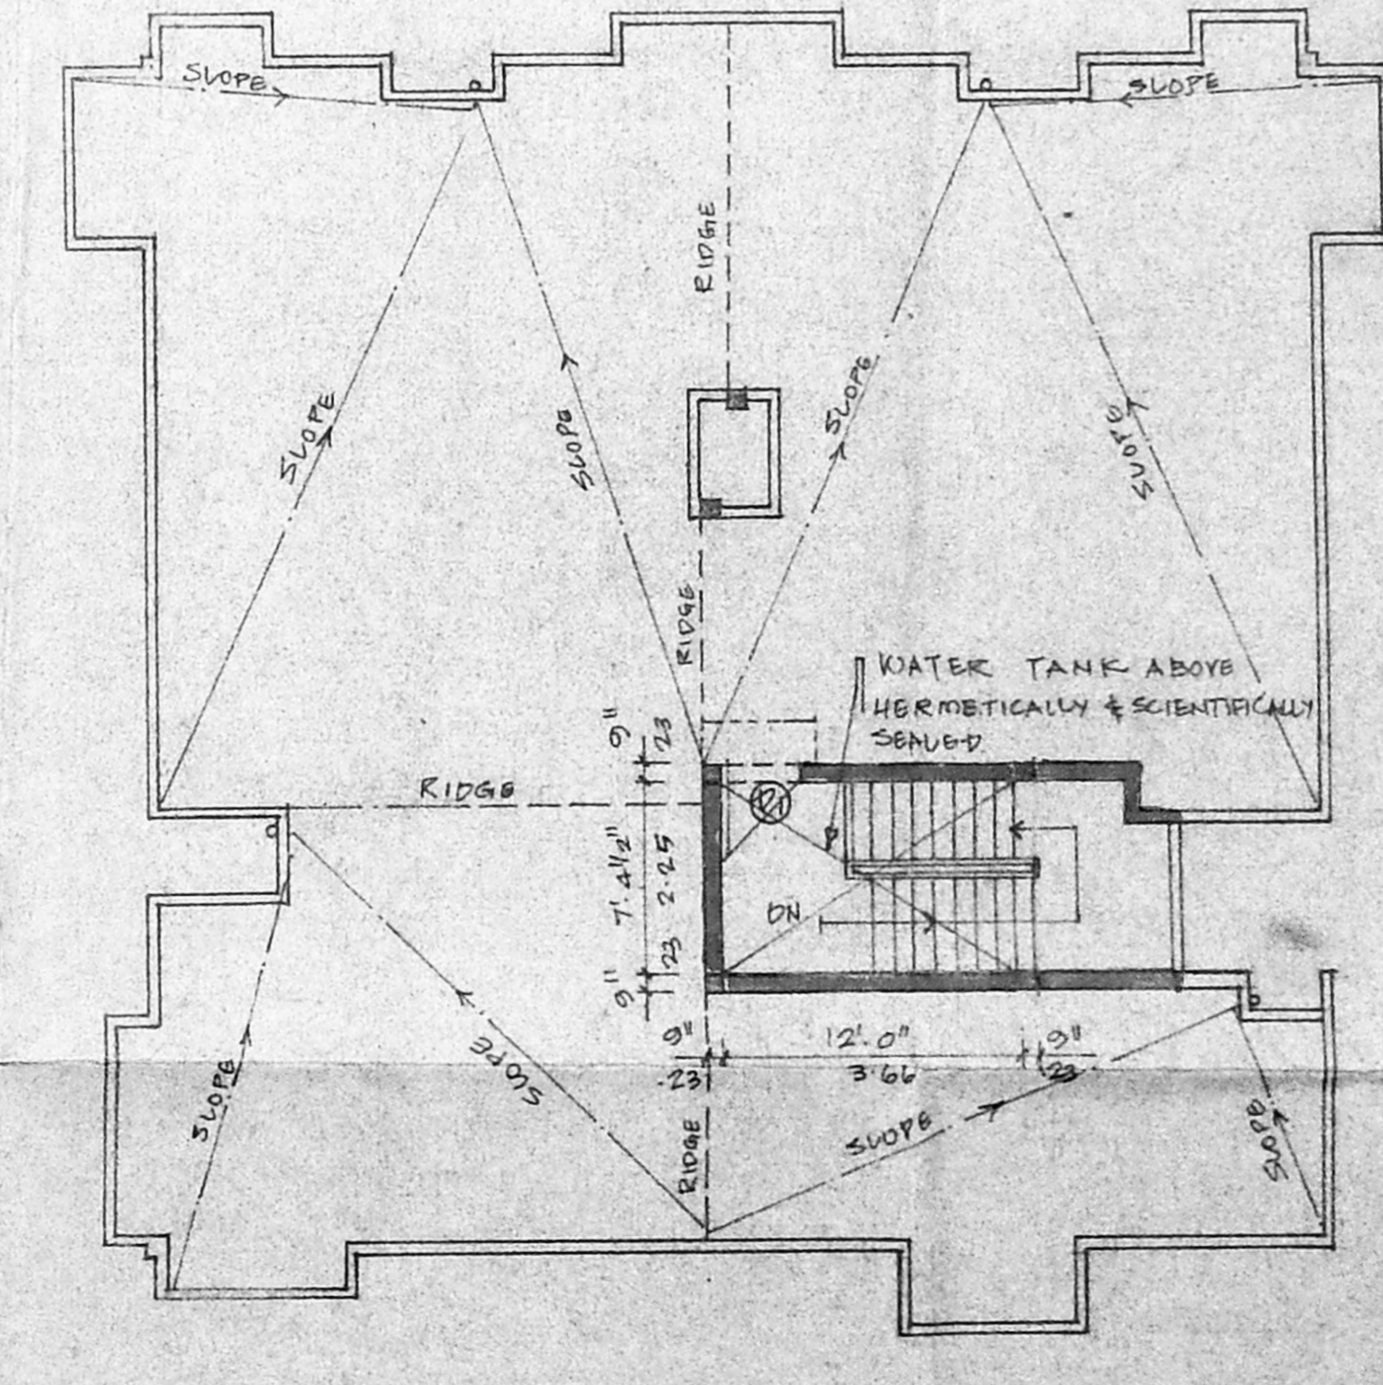 SLOPE
SLOPE
RIDGE
SLOPE
SLOPE
SLOPE
SLOPE
RIDGE
WATER TANK ABOVE
HERMETICALLY & SCIENTIFICALLY
SEALED
9"
23
RIDGE
7'.4½"
2.25
DN
23
9"
9"
12'.0"
9"
.23
3.66
23
SLOPE
SLOPE
RIDGE
SLOPE
SLOPE